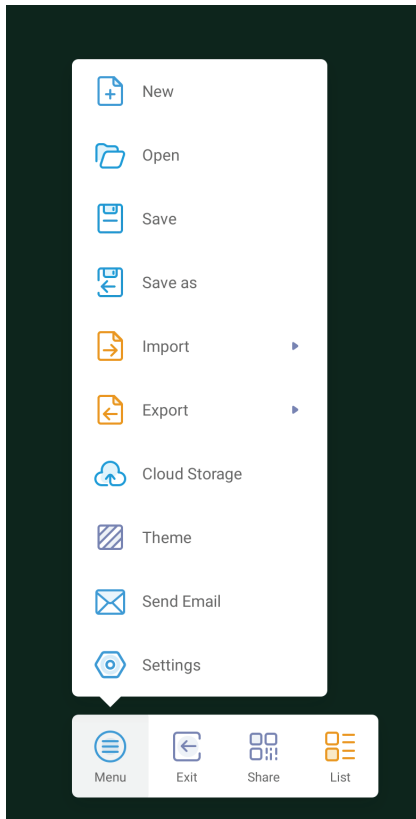 New
Open
Save
Save as
Import
Export
Cloud Storage
Theme
Send Email
Settings
Menu
Exit
Share
List